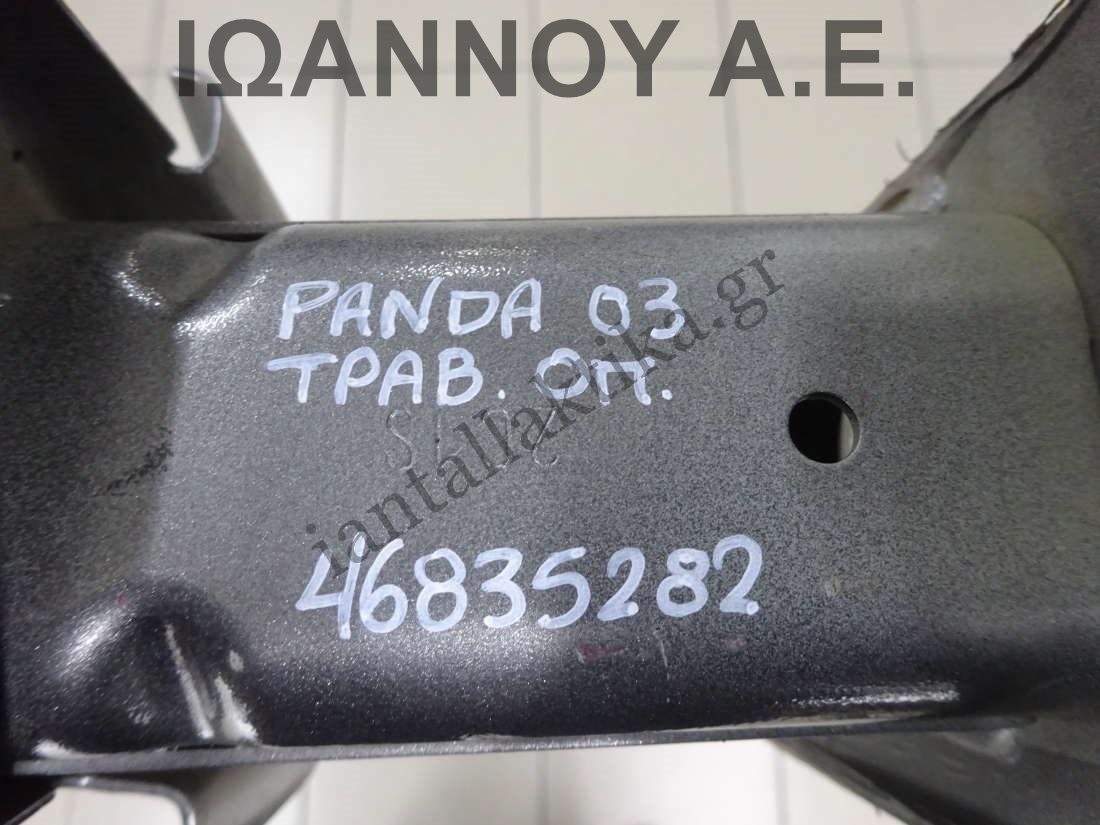 ΙΩΑΝΝΟΥ Α.Ε.
PANDA 03
ΤΡΑΒ. ΟΠ.
iantallaktika.gr
46835282